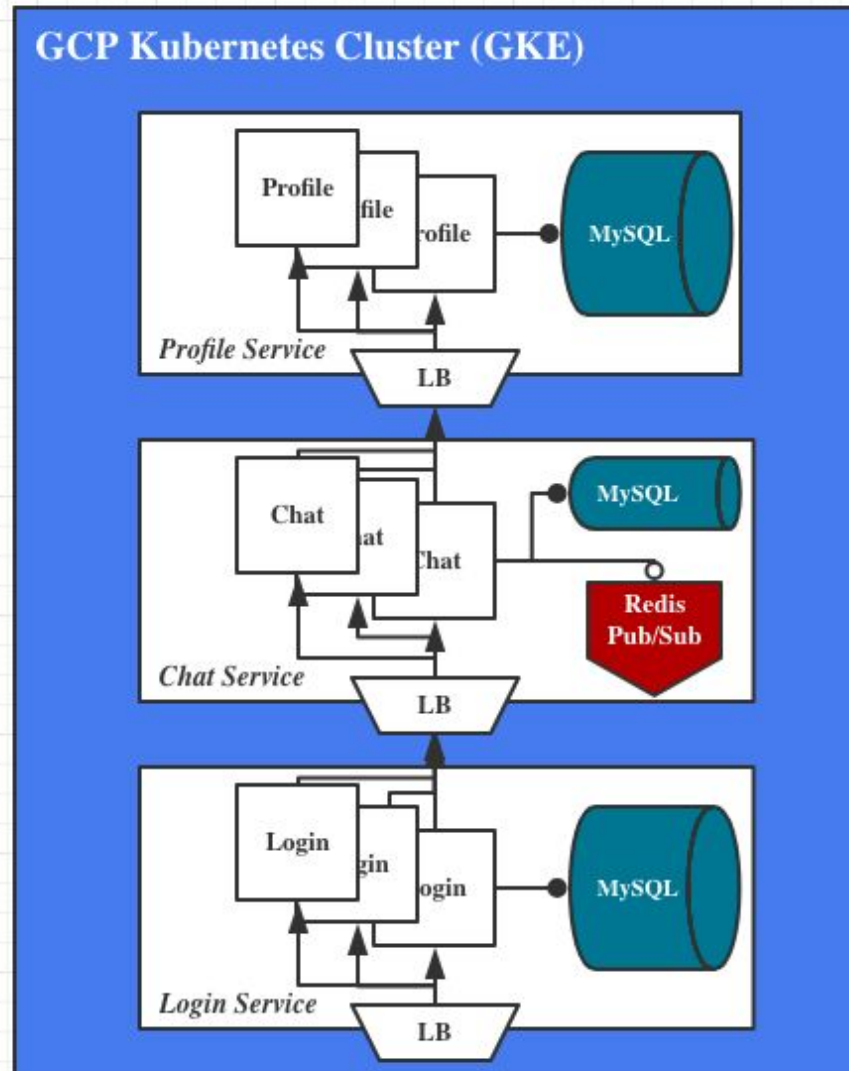 GCP Kubernetes Cluster (GKE)
Profile
file
rofile
MySQL
Profile Service
LB
Chat
hat
Chat
MySQL
Redis
Pub/Sub
Chat Service
LB
Login
gin
ogin
MySQL
Login Service
LB